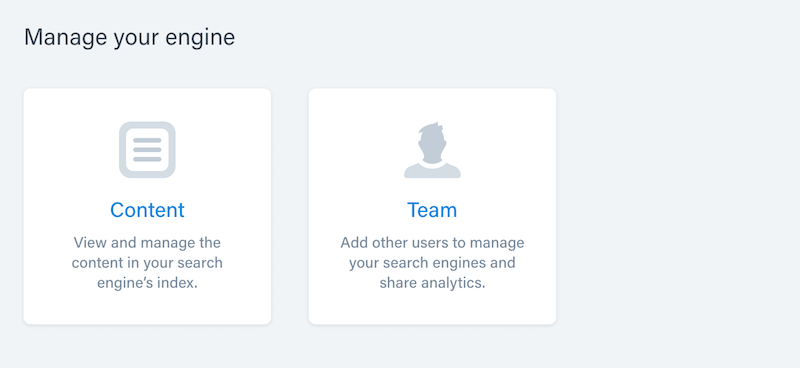 Manage your engine
Content
View and manage the
content in your search
engine’s index.
Team
Add other users to manage
your search engines and
share analytics.